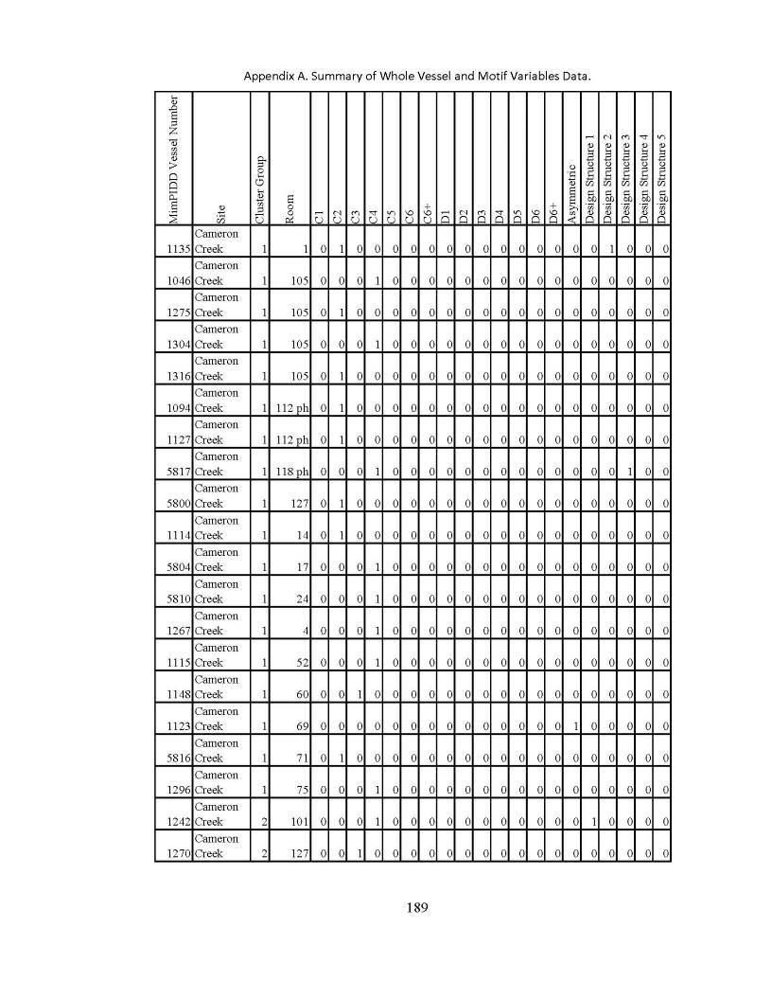 Appendix A. Summary of Whole Vessel and Motif Variables Data.
MimPIDD Vessel Number Site Cluster Group Room C1 C2 C3 C4 C5 C6 C6+ D1 D2 D3 D4 D5 D6 D6+ Asymmetric Design Structure 1 Design Structure 2 Design Structure 3 Design Structure 4 Design Structure 5
Cameron
1135 Creek 1 1 0 1 0 0 0 0 0 0 0 0 0 0 0 0 0 0 1 0 0 0
Cameron
1046 Creek 1 105 0 0 0 1 0 0 0 0 0 0 0 0 0 0 0 0 0 0 0 0
Cameron
1275 Creek 1 105 0 1 0 0 0 0 0 0 0 0 0 0 0 0 0 0 0 0 0 0
Cameron
1304 Creek 1 105 0 0 0 1 0 0 0 0 0 0 0 0 0 0 0 0 0 0 0 0
Cameron
1316 Creek 1 105 0 1 0 0 0 0 0 0 0 0 0 0 0 0 0 0 0 0 0 0
Cameron
1094 Creek 1 112 ph 0 1 0 0 0 0 0 0 0 0 0 0 0 0 0 0 0 0 0 0
Cameron
1127 Creek 1 112 ph 0 1 0 0 0 0 0 0 0 0 0 0 0 0 0 0 0 0 0 0
Cameron
5817 Creek 1 118 ph 0 0 0 1 0 0 0 0 0 0 0 0 0 0 0 0 0 1 0 0
Cameron
5800 Creek 1 127 0 1 0 0 0 0 0 0 0 0 0 0 0 0 0 0 0 0 0 0
Cameron
1114 Creek 1 14 0 1 0 0 0 0 0 0 0 0 0 0 0 0 0 0 0 0 0 0
Cameron
5804 Creek 1 17 0 0 0 1 0 0 0 0 0 0 0 0 0 0 0 0 0 0 0 0
Cameron
5810 Creek 1 24 0 0 0 1 0 0 0 0 0 0 0 0 0 0 0 0 0 0 0 0
Cameron
1267 Creek 1 4 0 0 0 1 0 0 0 0 0 0 0 0 0 0 0 0 0 0 0 0
Cameron
1115 Creek 1 52 0 0 0 1 0 0 0 0 0 0 0 0 0 0 0 0 0 0 0 0
Cameron
1148 Creek 1 60 0 0 1 0 0 0 0 0 0 0 0 0 0 0 0 0 0 0 0 0
Cameron
1123 Creek 1 69 0 0 0 0 0 0 0 0 0 0 0 0 0 0 1 0 0 0 0 0
Cameron
5816 Creek 1 71 0 1 0 0 0 0 0 0 0 0 0 0 0 0 0 0 0 0 0 0
Cameron
1296 Creek 1 75 0 0 0 1 0 0 0 0 0 0 0 0 0 0 0 0 0 0 0 0
Cameron
1242 Creek 2 101 0 0 0 1 0 0 0 0 0 0 0 0 0 0 0 1 0 0 0 0
Cameron
1270 Creek 2 127 0 0 1 0 0 0 0 0 0 0 0 0 0 0 0 0 0 0 0 0
189